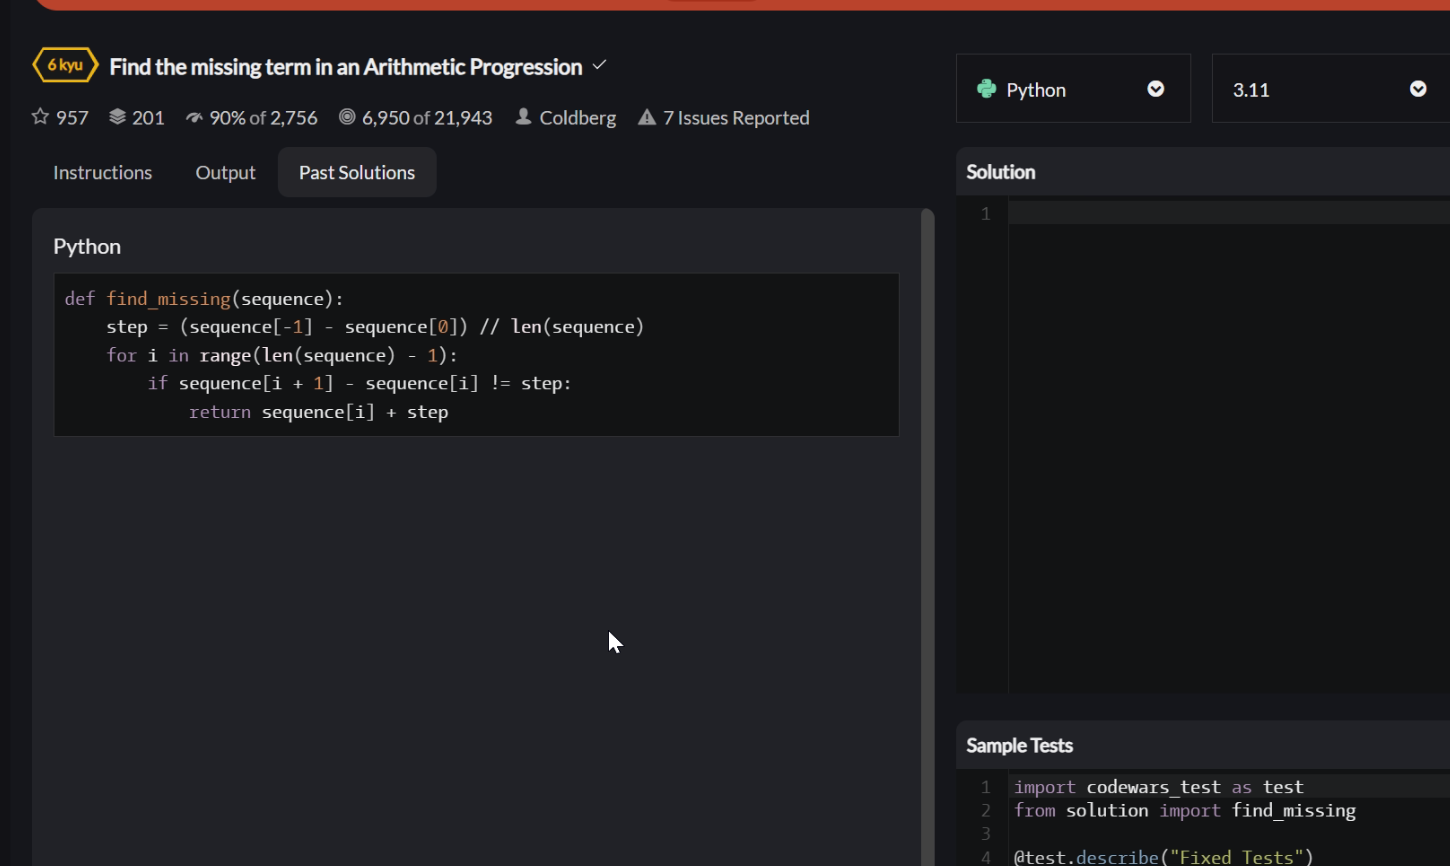 6 kyu
Find the missing term in an Arithmetic Progression
957 201 90% of 2,756 6,950 of 21,943 Coldberg 7 Issues Reported
Instructions Output Past Solutions
Python
def find_missing(sequence):
    step = (sequence[-1] - sequence[0]) // len(sequence)
    for i in range(len(sequence) - 1):
        if sequence[i + 1] - sequence[i] != step:
            return sequence[i] + step
Python
3.11
Solution
1
Sample Tests
1 import codewars_test as test
2 from solution import find_missing
3
4 @test.describe("Fixed Tests")